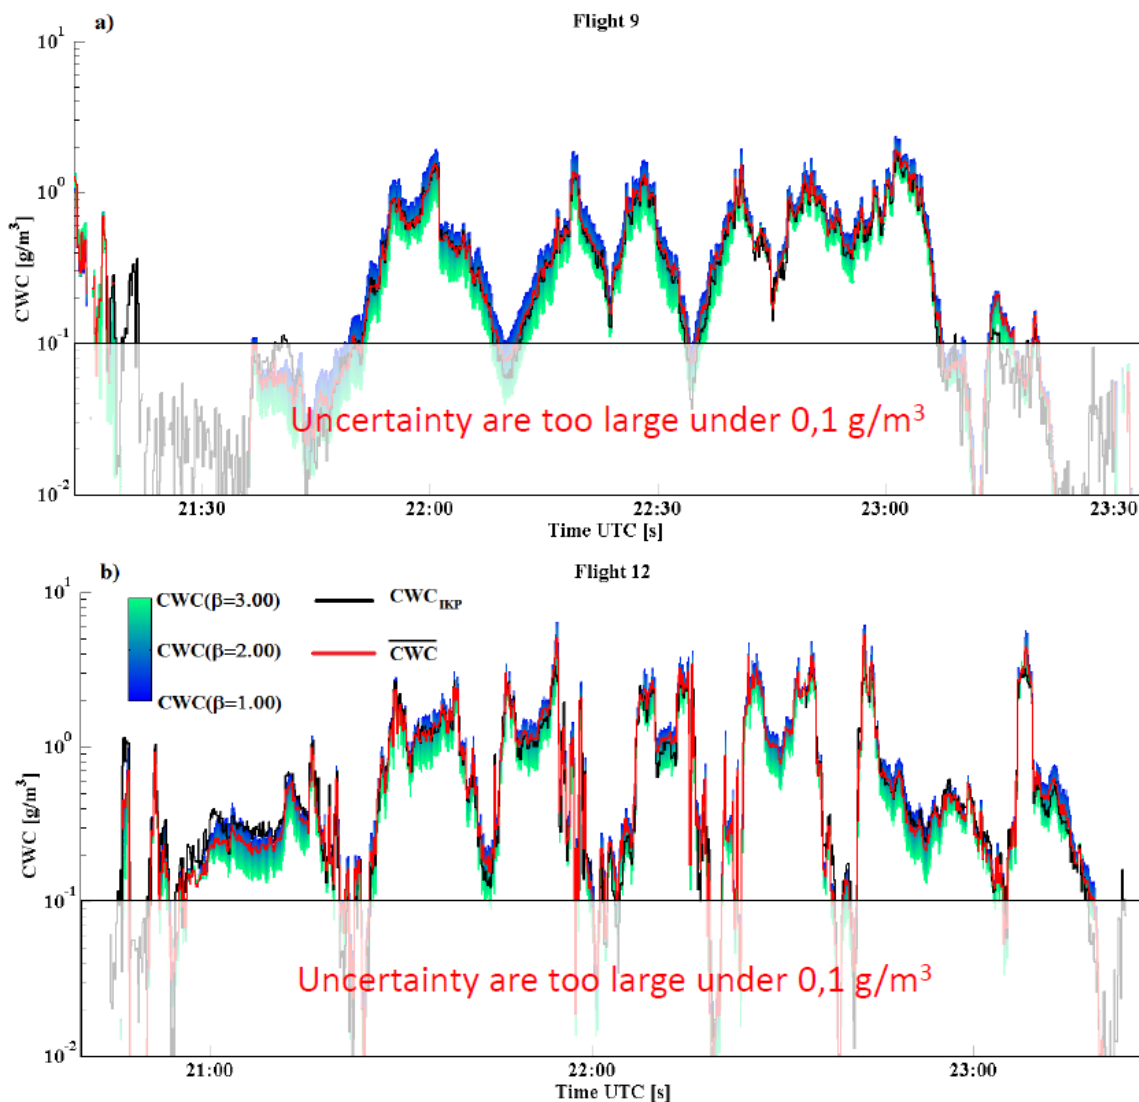 a)
Flight 9
10^1
10^0
10^-1
10^-2
CWC [g/m^3]
Uncertainty are too large under 0,1 g/m^3
21:30
22:00
22:30
23:00
23:30
Time UTC [s]
b)
Flight 12
10^1
10^0
10^-1
10^-2
CWC [g/m^3]
CWC(β=3.00)
CWC(β=2.00)
CWC(β=1.00)
CWC_IKP
CWC
Uncertainty are too large under 0,1 g/m^3
21:00
22:00
23:00
Time UTC [s]